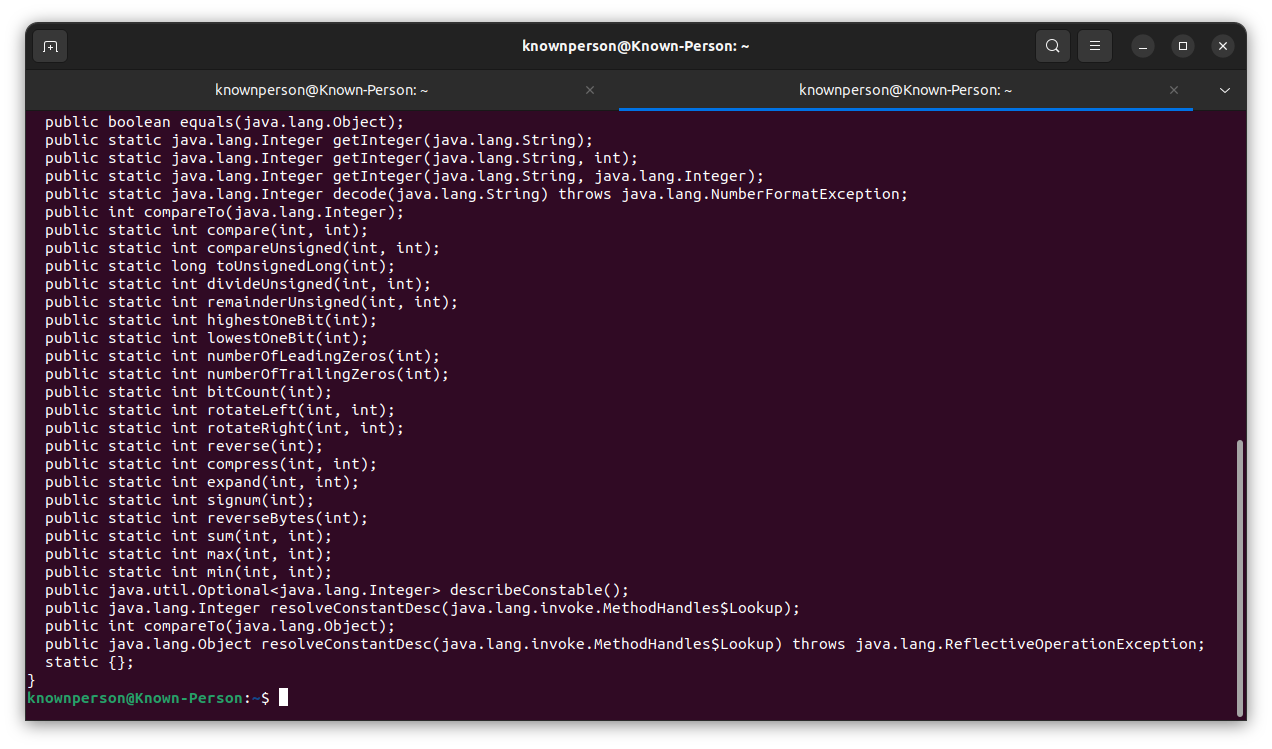 knownperson@Known-Person: ~
knownperson@Known-Person: ~
knownperson@Known-Person: ~
  public boolean equals(java.lang.Object);
  public static java.lang.Integer getInteger(java.lang.String);
  public static java.lang.Integer getInteger(java.lang.String, int);
  public static java.lang.Integer getInteger(java.lang.String, java.lang.Integer);
  public static java.lang.Integer decode(java.lang.String) throws java.lang.NumberFormatException;
  public int compareTo(java.lang.Integer);
  public static int compare(int, int);
  public static int compareUnsigned(int, int);
  public static long toUnsignedLong(int);
  public static int divideUnsigned(int, int);
  public static int remainderUnsigned(int, int);
  public static int highestOneBit(int);
  public static int lowestOneBit(int);
  public static int numberOfLeadingZeros(int);
  public static int numberOfTrailingZeros(int);
  public static int bitCount(int);
  public static int rotateLeft(int, int);
  public static int rotateRight(int, int);
  public static int reverse(int);
  public static int compress(int, int);
  public static int expand(int, int);
  public static int signum(int);
  public static int reverseBytes(int);
  public static int sum(int, int);
  public static int max(int, int);
  public static int min(int, int);
  public java.util.Optional<java.lang.Integer> describeConstable();
  public java.lang.Integer resolveConstantDesc(java.lang.invoke.MethodHandles$Lookup);
  public int compareTo(java.lang.Object);
  public java.lang.Object resolveConstantDesc(java.lang.invoke.MethodHandles$Lookup) throws java.lang.ReflectiveOperationException;
  static {};
}
knownperson@Known-Person:~$